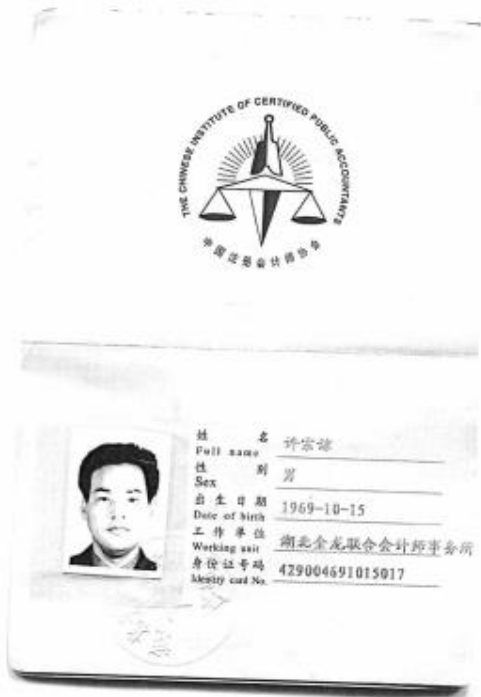 THE CHINESE INSTITUTE OF CERTIFIED PUBLIC ACCOUNTANTS
中国注册会计师协会
姓 名 许宗谅
Full name
性 别 男
Sex
出生日期 1969-10-15
Date of birth
工作单位 湖北金龙联合会计师事务所
Working unit
身份证号码 429004691015017
Identity card No.